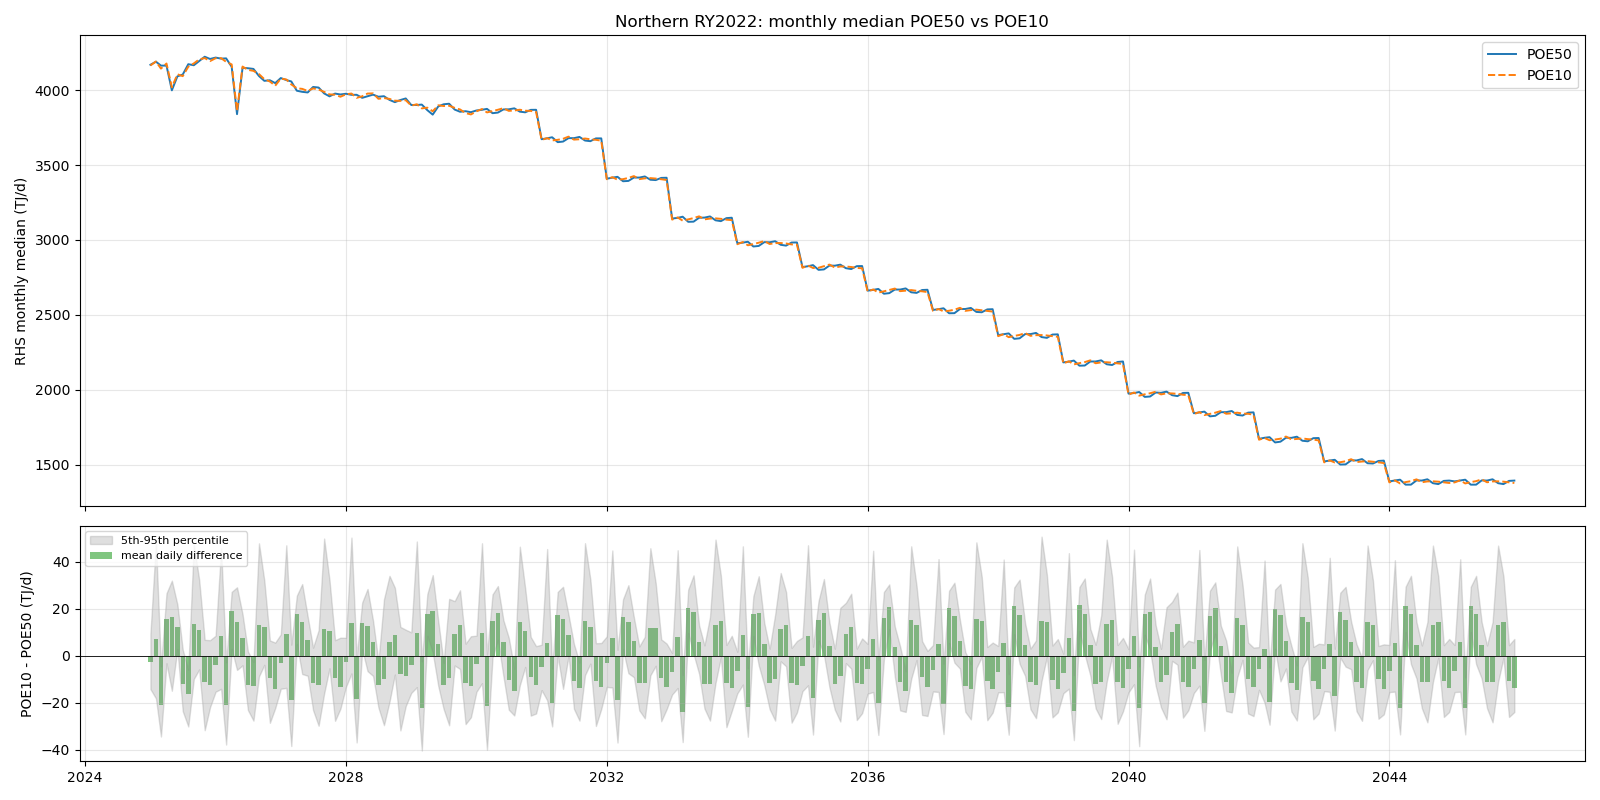 Northern RY2022: monthly median POE50 vs POE10
RHS monthly median (TJ/d)
4000
3500
3000
2500
2000
1500
POE50
POE10
POE10 - POE50 (TJ/d)
40
20
0
−20
−40
5th-95th percentile
mean daily difference
2024
2028
2032
2036
2040
2044